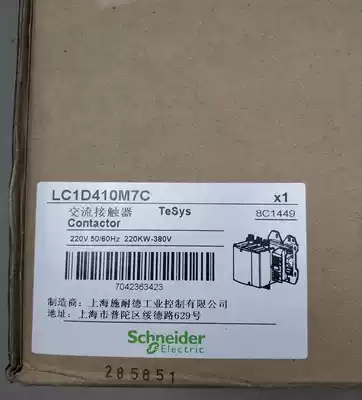 LC1D410M7C x1
交流接触器 TeSys 8C1449
Contactor
220V 50/60Hz 220KW-380V
7042363423
制造商：上海施耐德工业控制有限公司
地址：上海市普陀区绥德路629号
Schneider
Electric
285851